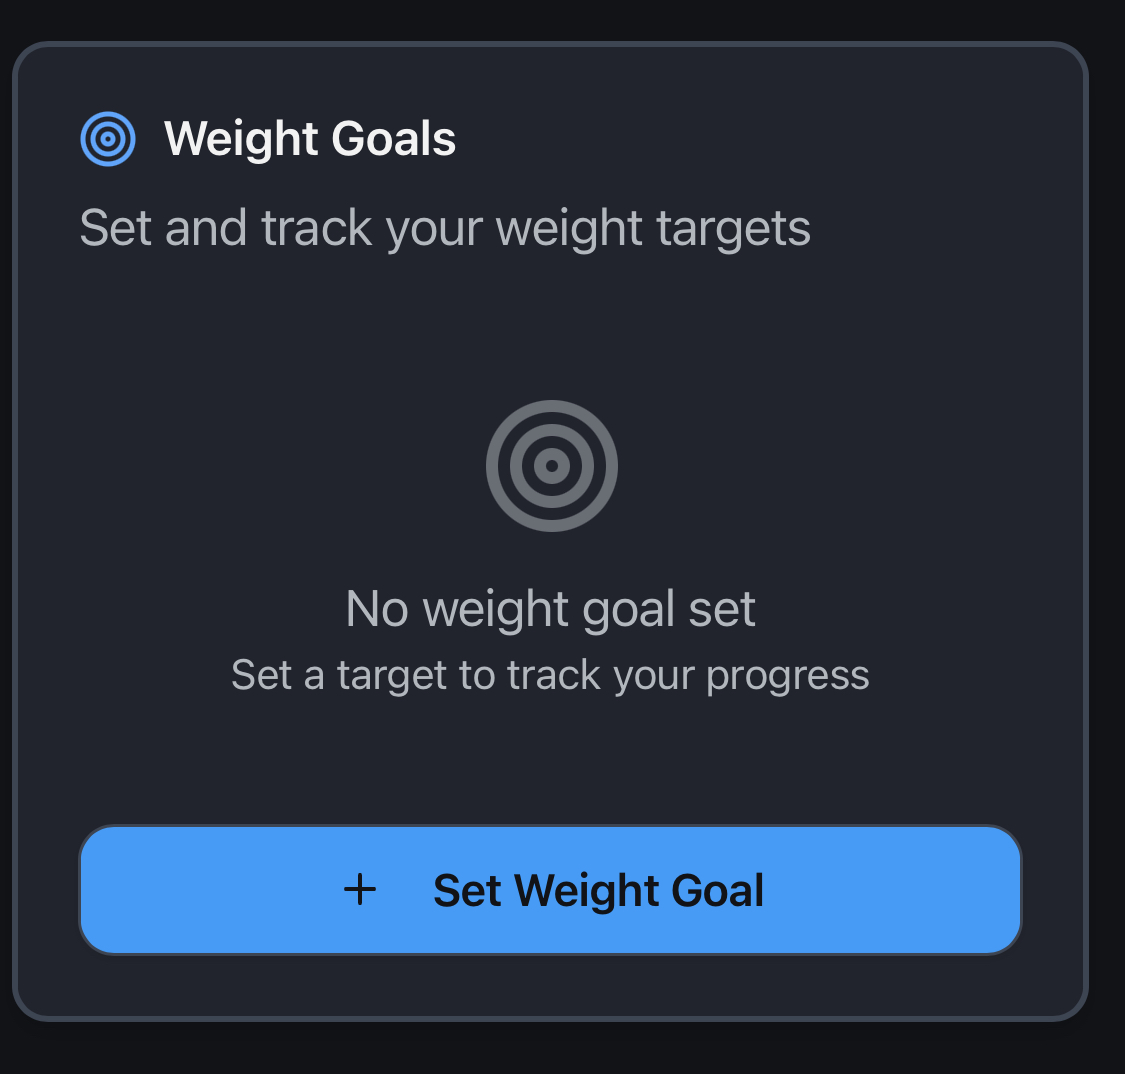 Weight Goals
Set and track your weight targets
No weight goal set
Set a target to track your progress
Set Weight Goal